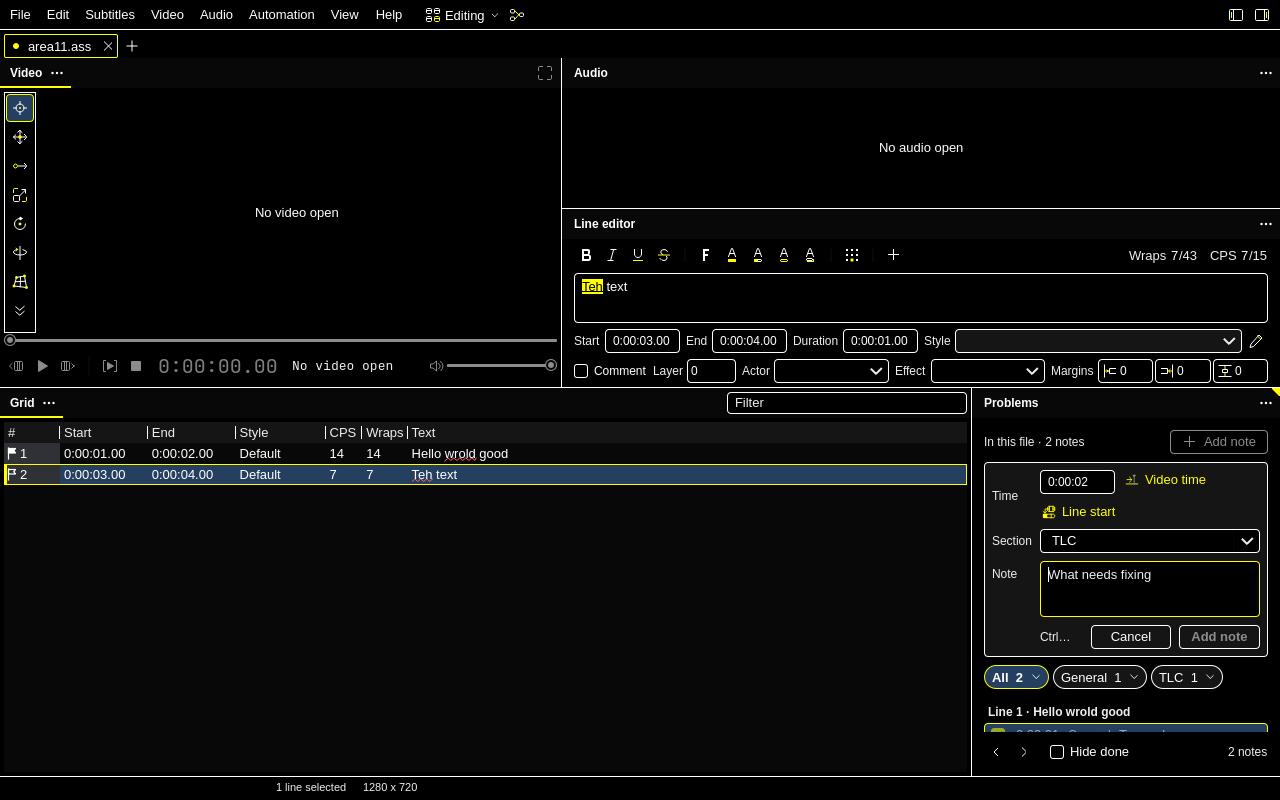 File Edit Subtitles Video Audio Automation View Help Editing
area11.ass
Video
No video open
0:00:00.00 No video open
Audio
No audio open
Line editor
B I U S F A A A A Wraps 7/43 CPS 7/15
Teh text
Start 0:00:03.00 End 0:00:04.00 Duration 0:00:01.00 Style
Comment Layer 0 Actor Effect Margins 0 0 0
Grid Filter
# Start End Style CPS Wraps Text
1 0:00:01.00 0:00:02.00 Default 14 14 Hello wrold good
2 0:00:03.00 0:00:04.00 Default 7 7 Teh text
Problems
In this file · 2 notes Add note
Time 0:00:02 Video time
Line start
Section TLC
Note What needs fixing
Ctrl… Cancel Add note
All 2 General 1 TLC 1
Line 1 · Hello wrold good
Hide done 2 notes
1 line selected 1280 x 720